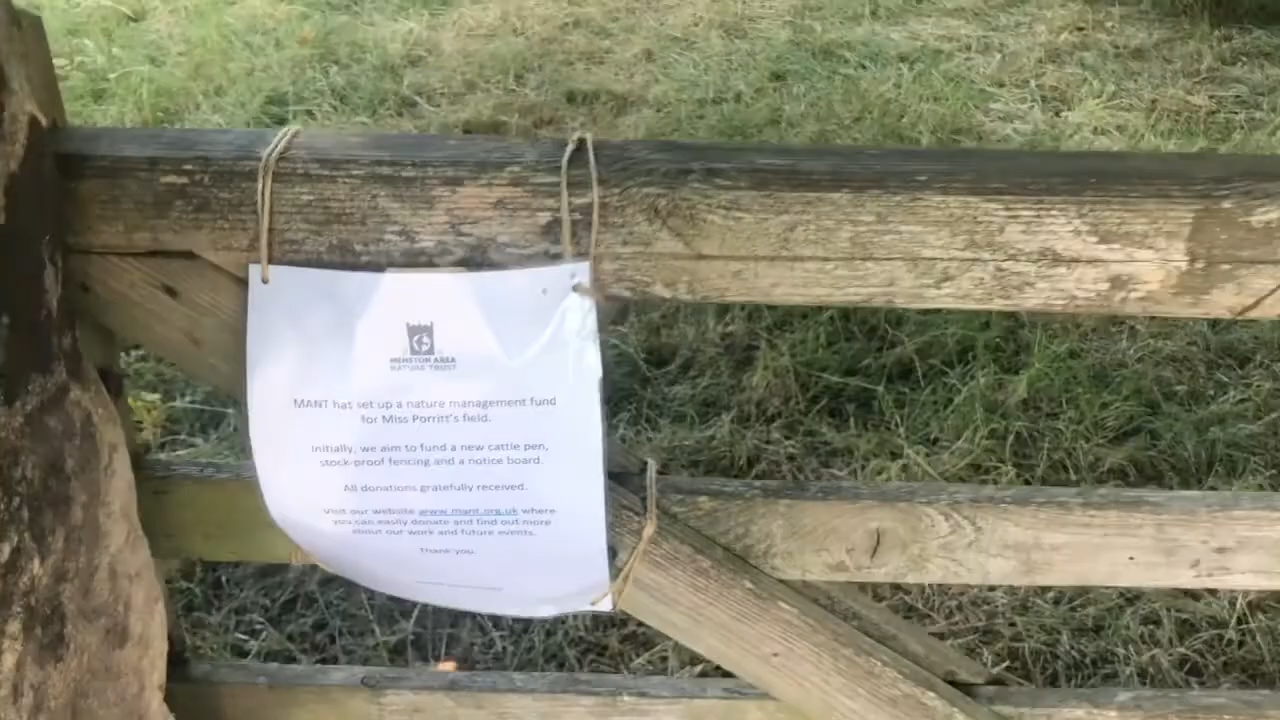 MENSTON AREA
NATURE TRUST
MANT has set up a nature management fund
for Miss Porritt's field.
Initially, we aim to fund a new cattle pen,
stock-proof fencing and a notice board.
All donations gratefully received.
Visit our website www.mant.org.uk where
you can easily donate and find out more
about our work and future events.
Thank you.